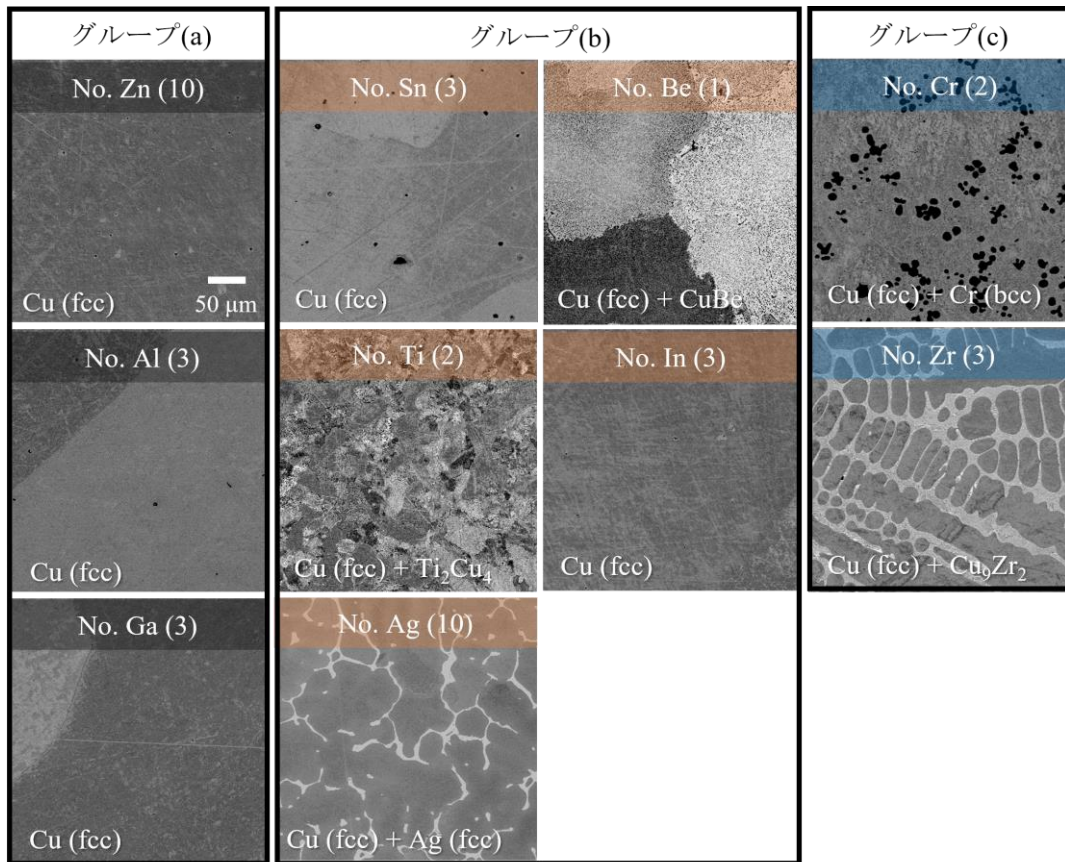 グループ(a)
No. Zn (10)
Cu (fcc)
50 μm
No. Al (3)
Cu (fcc)
No. Ga (3)
Cu (fcc)
グループ(b)
No. Sn (3)
Cu (fcc)
No. Be (1)
Cu (fcc) + CuBe
No. Ti (2)
Cu (fcc) + Ti₂Cu₄
No. In (3)
Cu (fcc)
No. Ag (10)
Cu (fcc) + Ag (fcc)
グループ(c)
No. Cr (2)
Cu (fcc) + Cr (bcc)
No. Zr (3)
Cu (fcc) + Cu₉Zr₂